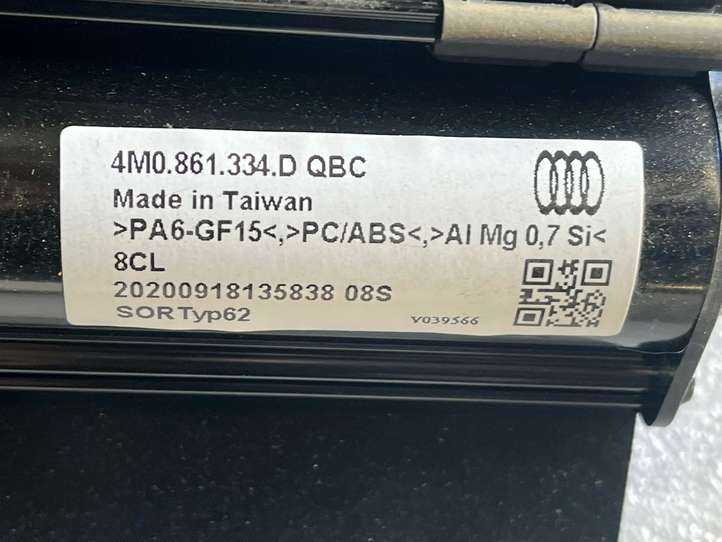 4M0.861.334.D QBC
Made in Taiwan
>PA6-GF15<,>PC/ABS<,>Al Mg 0,7 Si<
8CL
20200918135838 08S
SORTyp62
V039566